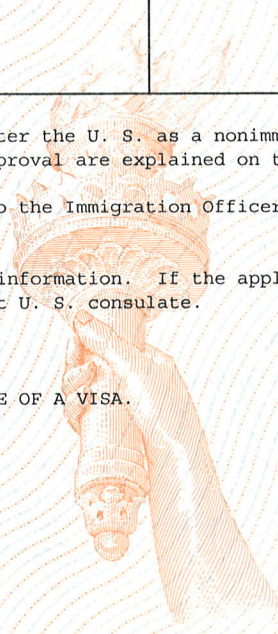 ter the U. S. as a nonimm
proval are explained on t
o the Immigration Officer
information.  If the appl
t U. S. consulate.
E OF A VISA.